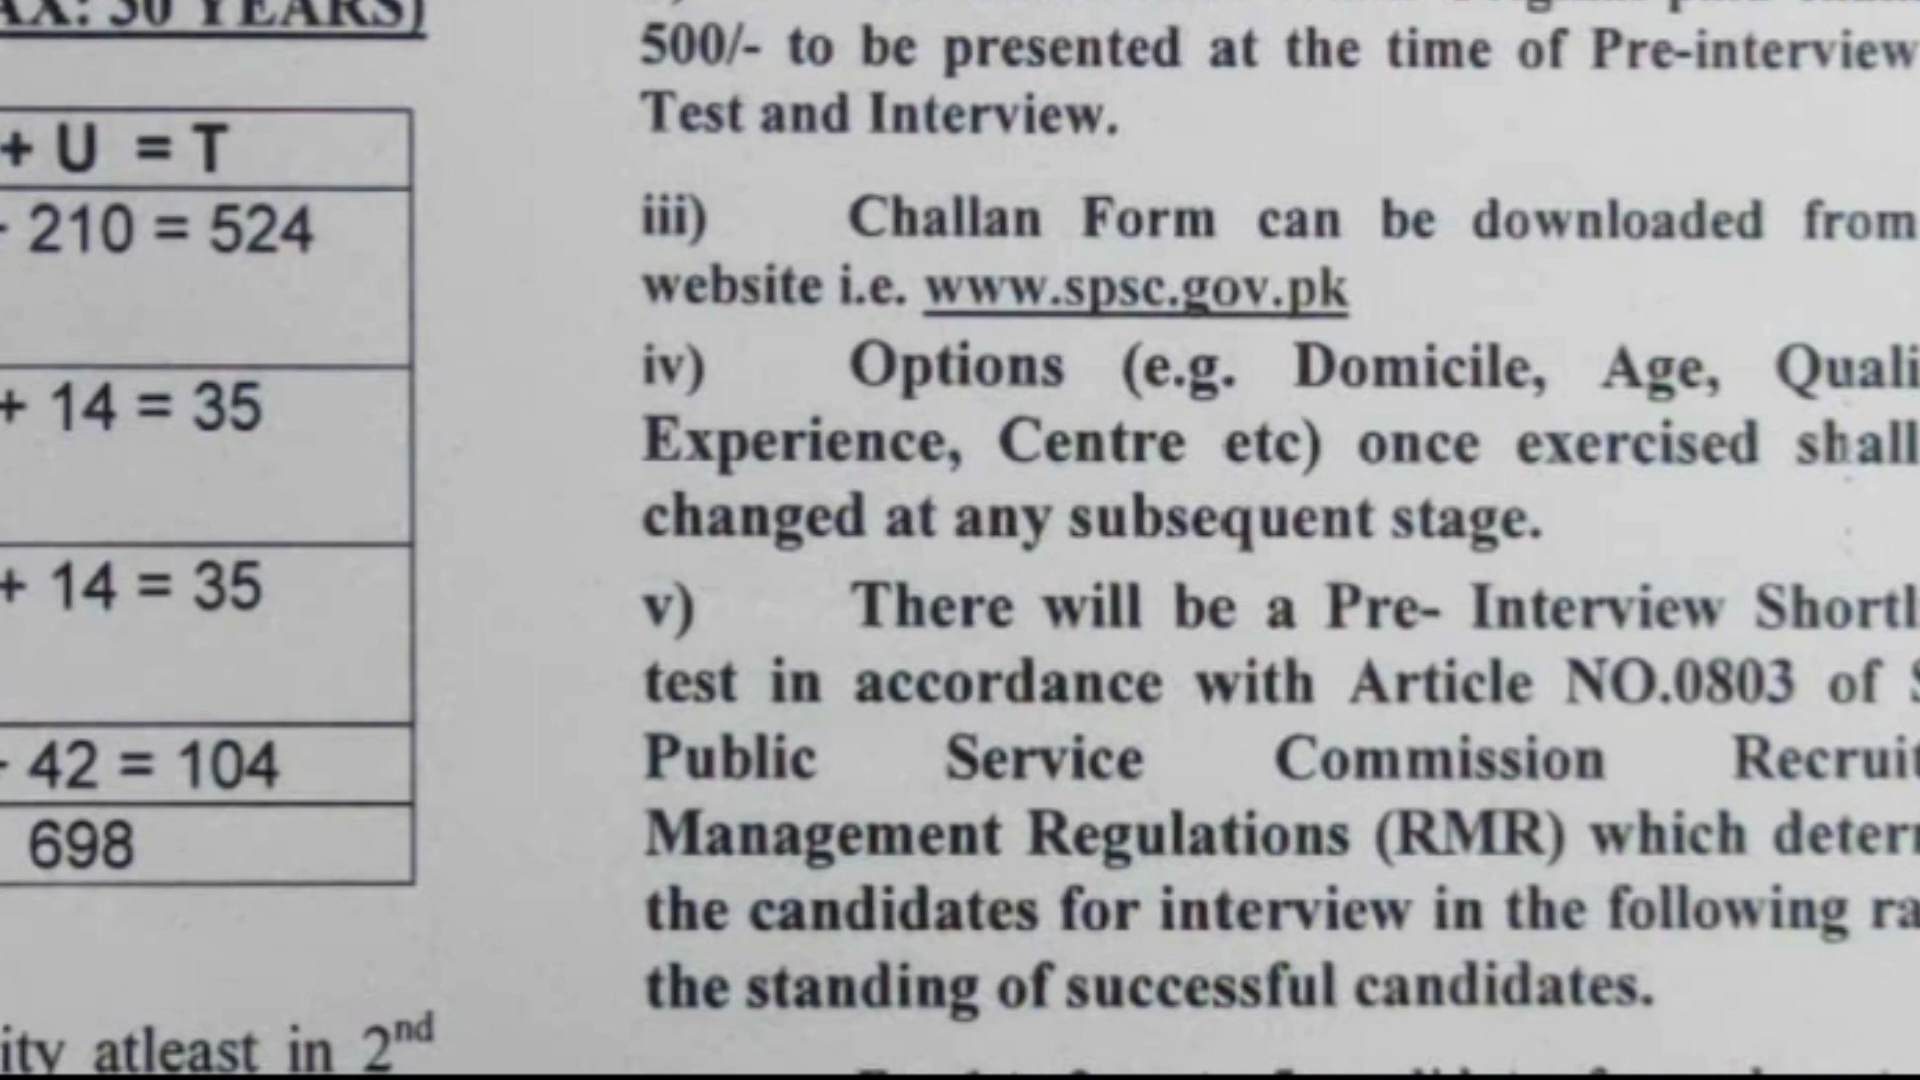 AX: 30 YEARS)
+ U = T
210 = 524
+ 14 = 35
+ 14 = 35
42 = 104
698
atleast in 2nd
500/- to be presented at the time of Pre-interview
Test and Interview.
iii) Challan Form can be downloaded from
website i.e. www.spsc.gov.pk
iv) Options (e.g. Domicile, Age, Quali
Experience, Centre etc) once exercised shall
changed at any subsequent stage.
v) There will be a Pre- Interview Shortl
test in accordance with Article NO.0803 of S
Public Service Commission Recruit
Management Regulations (RMR) which deter
the candidates for interview in the following ra
the standing of successful candidates.